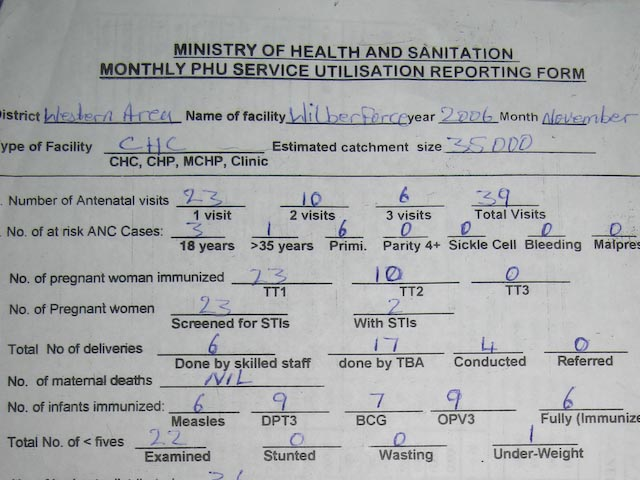 MINISTRY OF HEALTH AND SANITATION
MONTHLY PHU SERVICE UTILISATION REPORTING FORM
istrict Western Area Name of facility Wilberforce year 2006 Month November
ype of Facility CHC Estimated catchment size 35000
CHC, CHP, MCHP, Clinic
. Number of Antenatal visits 23 10 6 39
1 visit 2 visits 3 visits Total Visits
. No. of at risk ANC Cases: 3 1 6 0 0 0 0
18 years >35 years Primi. Parity 4+ Sickle Cell Bleeding Malpres
No. of pregnant woman immunized 23 10 0
TT1 TT2 TT3
No. of Pregnant women 23 2
Screened for STIs With STIs
Total No of deliveries 6 17 4 0
Done by skilled staff done by TBA Conducted Referred
No. of maternal deaths NIL
No. of infants immunized: 6 9 7 9 6
Measles DPT3 BCG OPV3 Fully (Immunize
Total No. of < fives 22 0 0 1
Examined Stunted Wasting Under-Weight